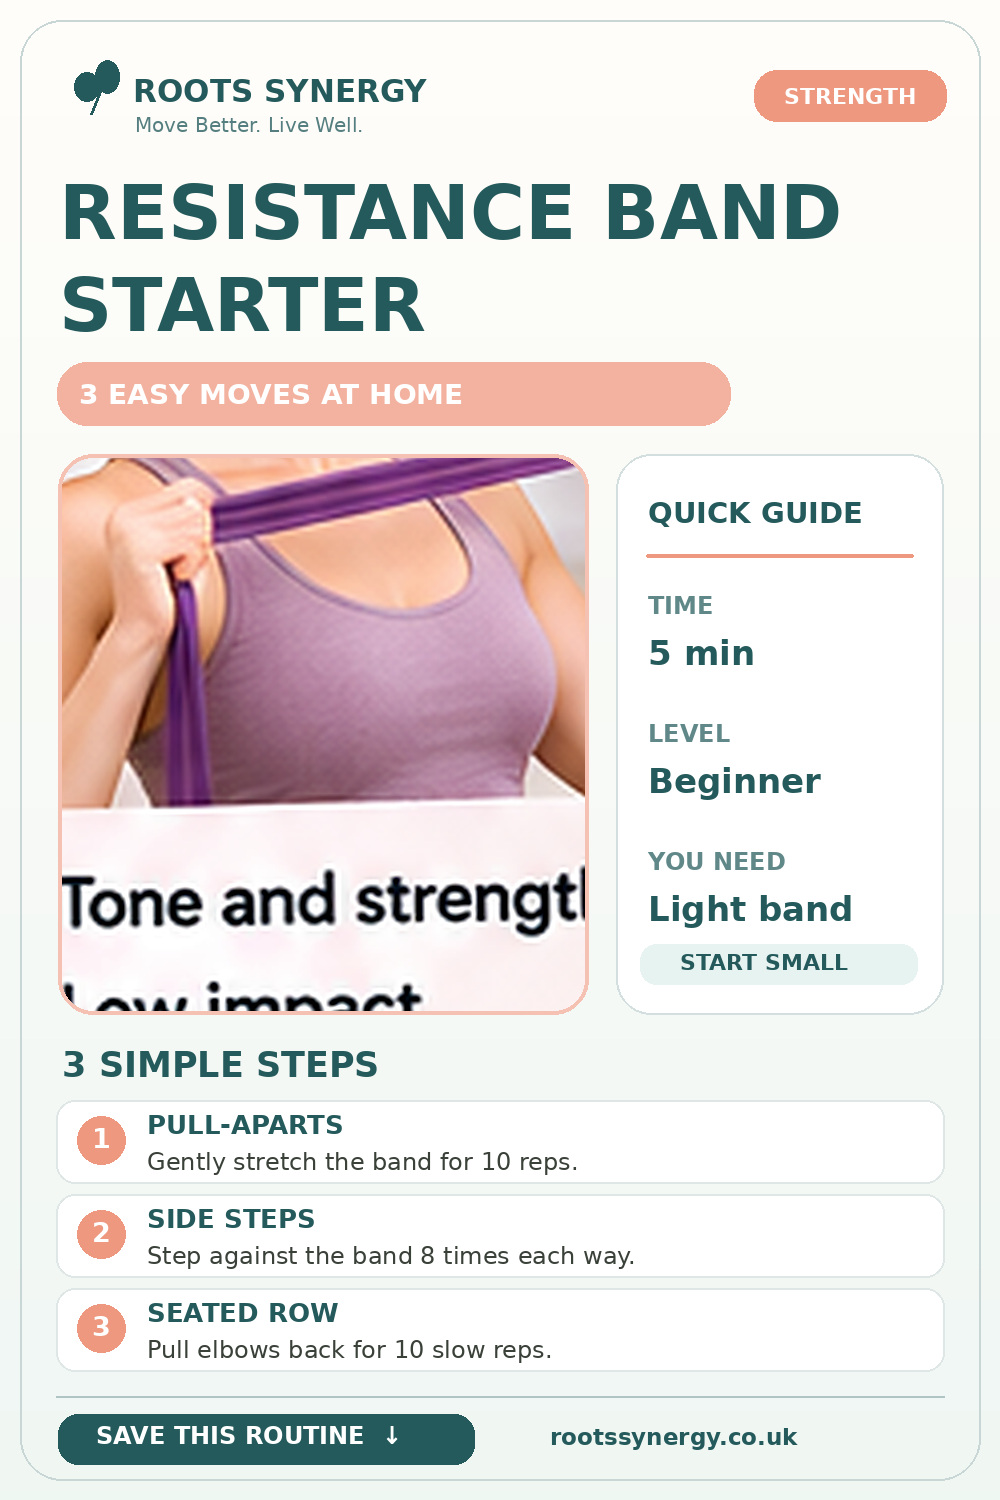 ROOTS SYNERGY
Move Better. Live Well.
STRENGTH
RESISTANCE BAND
STARTER
3 EASY MOVES AT HOME
Tone and strengt
Low impact
QUICK GUIDE
TIME
5 min
LEVEL
Beginner
YOU NEED
Light band
START SMALL
3 SIMPLE STEPS
1
PULL-APARTS
Gently stretch the band for 10 reps.
2
SIDE STEPS
Step against the band 8 times each way.
3
SEATED ROW
Pull elbows back for 10 slow reps.
SAVE THIS ROUTINE ↓
rootssynergy.co.uk